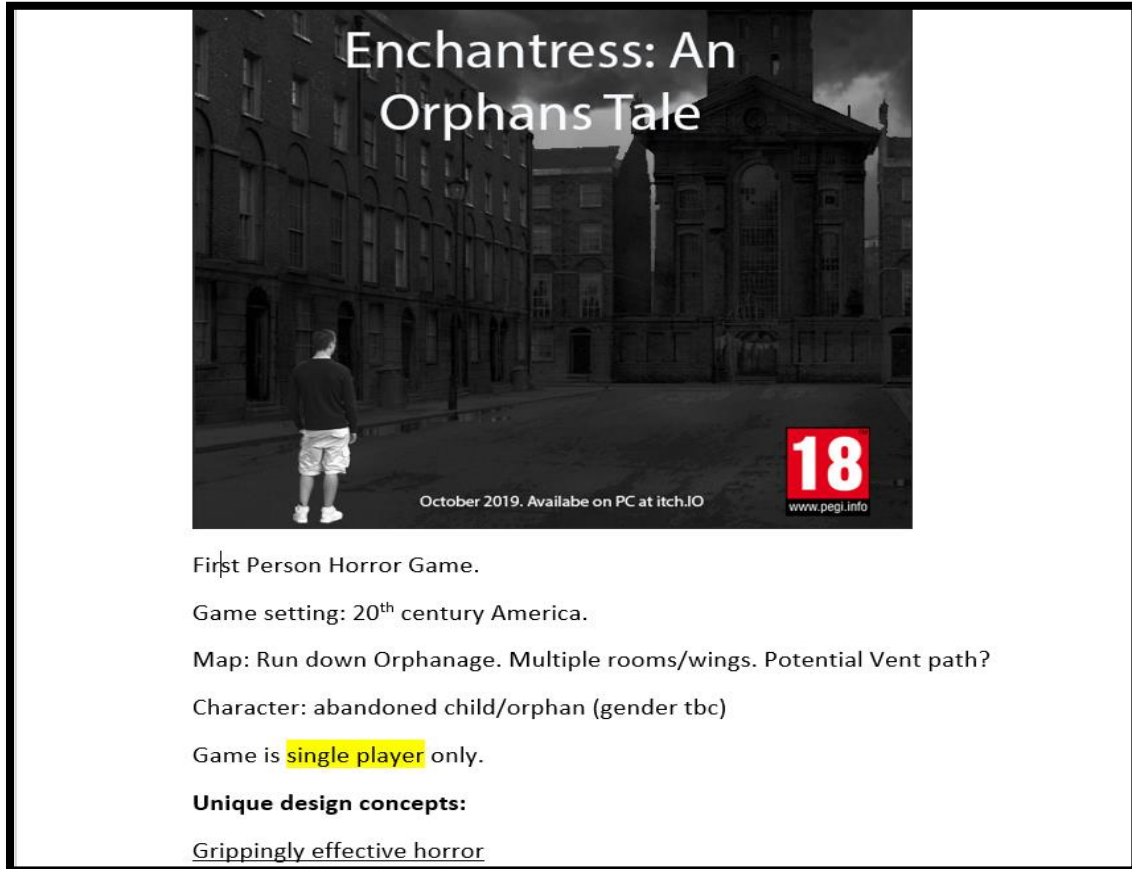 Enchantress: An
Orphans Tale
October 2019. Availabe on PC at itch.IO
18
www.pegi.info
First Person Horror Game.
Game setting: 20th century America.
Map: Run down Orphanage. Multiple rooms/wings. Potential Vent path?
Character: abandoned child/orphan (gender tbc)
Game is single player only.
Unique design concepts:
Grippingly effective horror